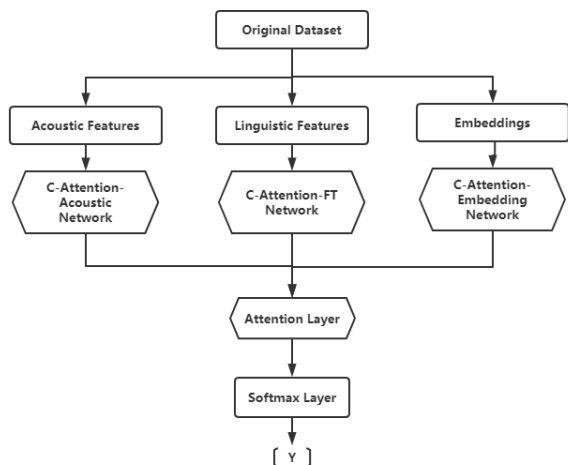 Original Dataset
Acoustic Features
Linguistic Features
Embeddings
C-Attention-
Acoustic
Network
C-Attention-FT
Network
C-Attention-
Embedding
Network
Attention Layer
Softmax Layer
[ Y ]